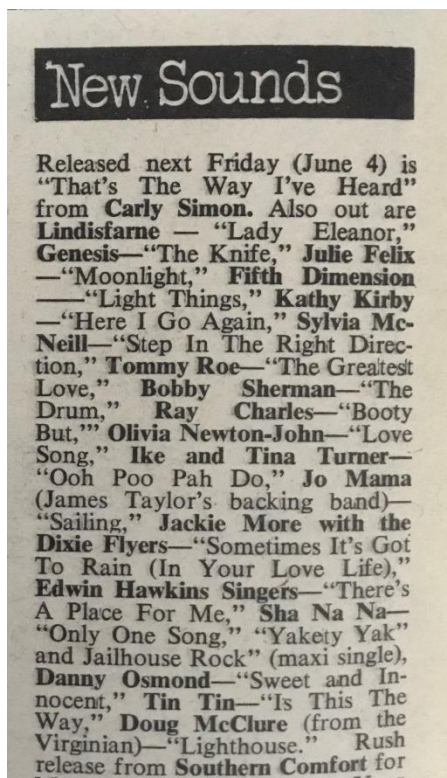 New Sounds
Released next Friday (June 4) is
"That's The Way I've Heard"
from Carly Simon. Also out are
Lindisfarne — "Lady Eleanor,"
Genesis—"The Knife," Julie Felix
—"Moonlight," Fifth Dimension
——"Light Things," Kathy Kirby
—"Here I Go Again," Sylvia Mc-
Neill—"Step In The Right Direc-
tion," Tommy Roe—"The Greatest
Love," Bobby Sherman—"The
Drum," Ray Charles—"Booty
But,'" Olivia Newton-John—"Love
Song," Ike and Tina Turner—
"Ooh Poo Pah Do," Jo Mama
(James Taylor's backing band)—
"Sailing," Jackie More with the
Dixie Flyers—"Sometimes It's Got
To Rain (In Your Love Life),"
Edwin Hawkins Singers—"There's
A Place For Me," Sha Na Na—
"Only One Song," "Yakety Yak"
and Jailhouse Rock" (maxi single),
Danny Osmond—"Sweet and In-
nocent," Tin Tin—"Is This The
Way," Doug McClure (from the
Virginian)—"Lighthouse." Rush
release from Southern Comfort for